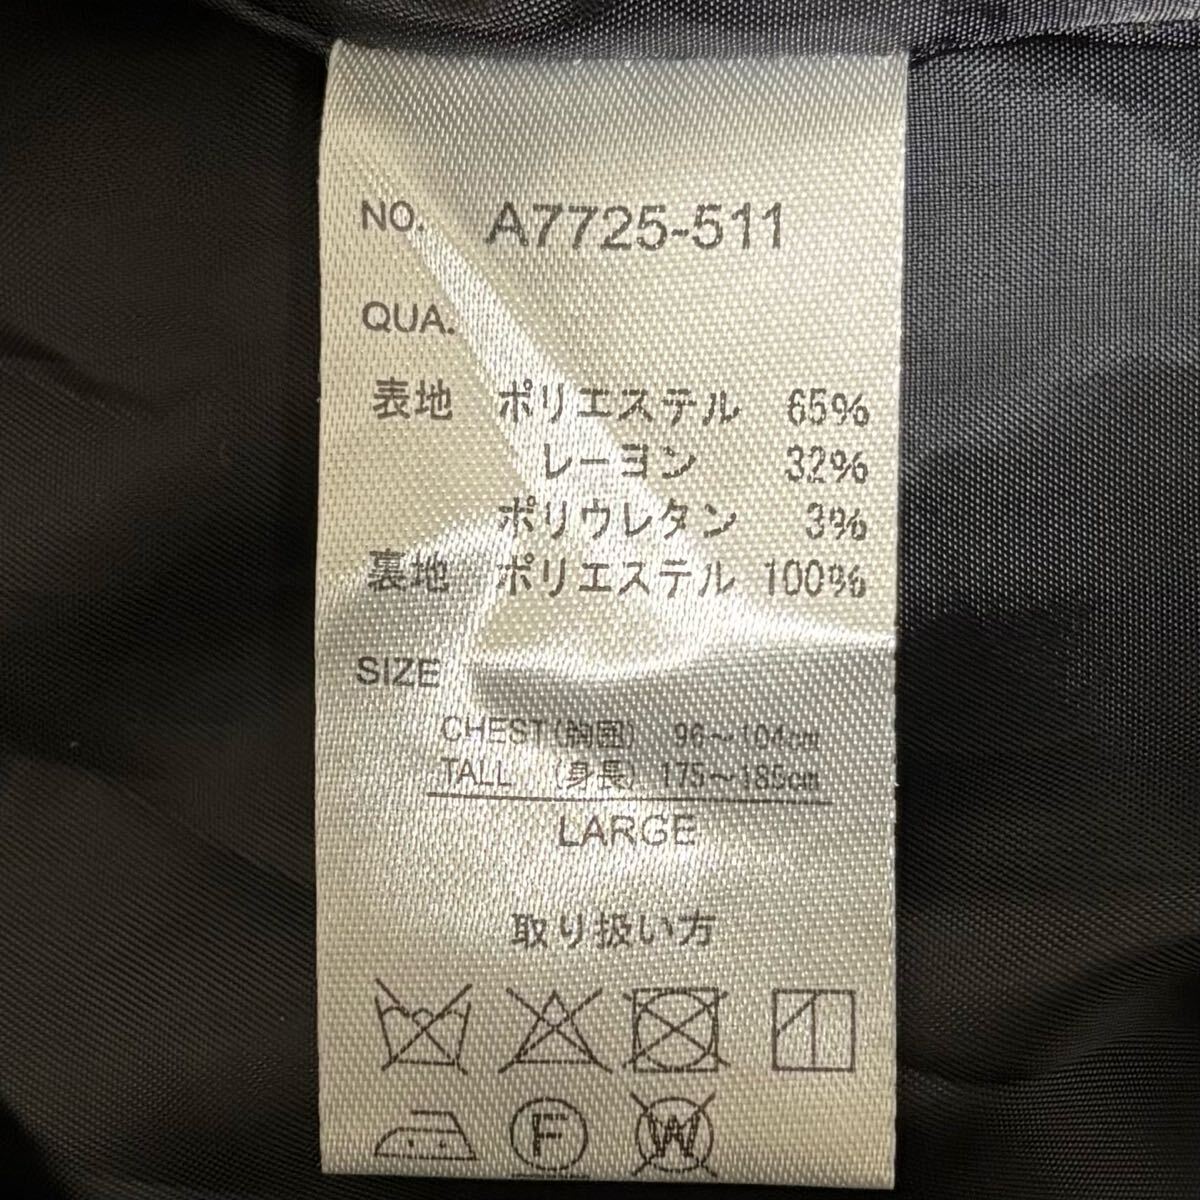 NO. A7725-511
QUA.
表地 ポリエステル 65%
レーヨン 32%
ポリウレタン 3%
裏地 ポリエステル 100%
SIZE
CHEST(胸囲) 96～104cm
TALL (身長) 175～185cm
LARGE
取り扱い方
F W